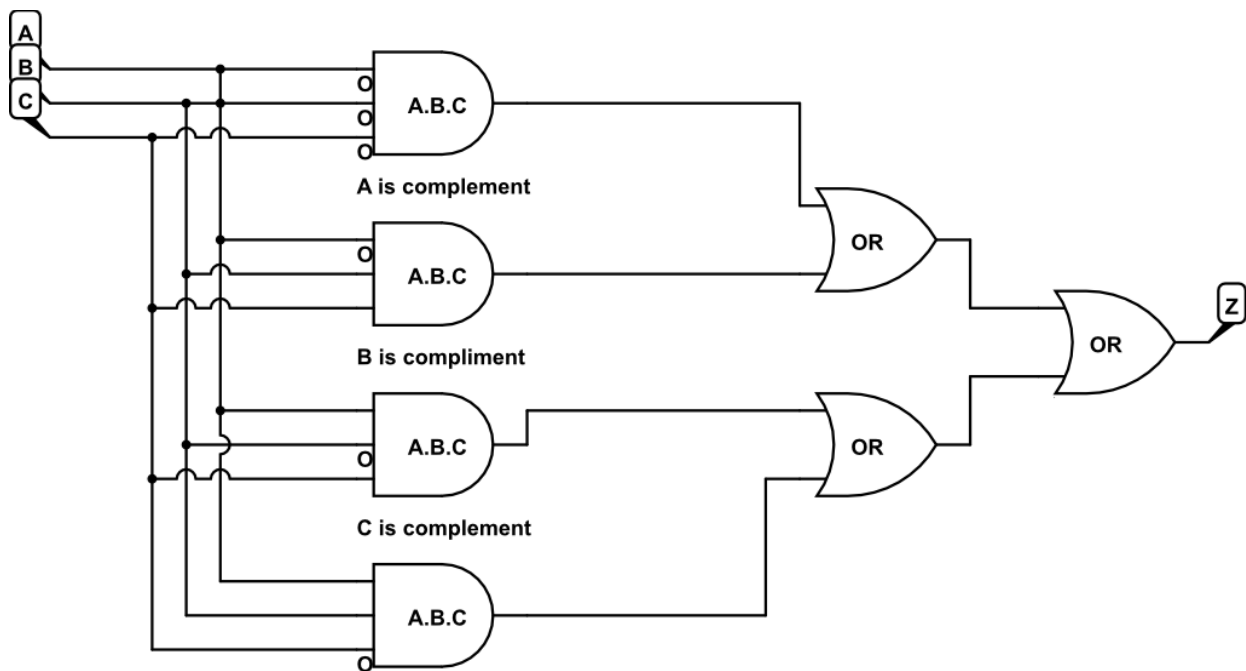 A
B
C
O
O
O
A.B.C
A is complement
O
A.B.C
OR
B is compliment
Z
OR
O
A.B.C
OR
C is complement
O
A.B.C